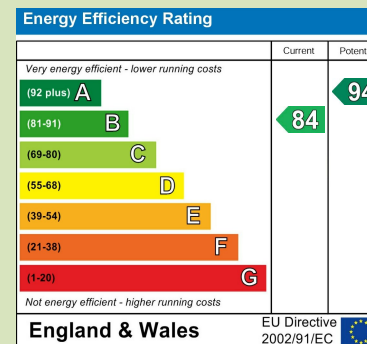 Energy Efficiency Rating
Current Potent
Very energy efficient - lower running costs
(92 plus) A
94
(81-91) B
84
(69-80) C
(55-68) D
(39-54) E
(21-38) F
(1-20) G
Not energy efficient - higher running costs
England & Wales
EU Directive
2002/91/EC